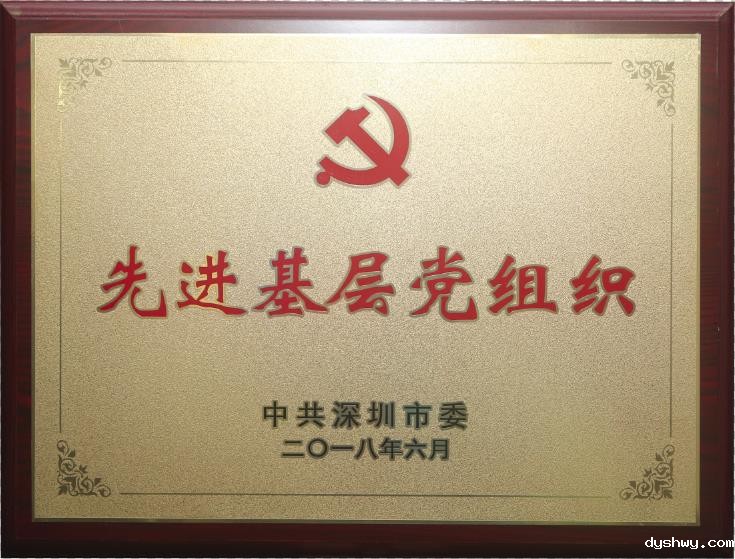 先进基层党组织
中共深圳市委
二〇一八年六月
dyshwy.com